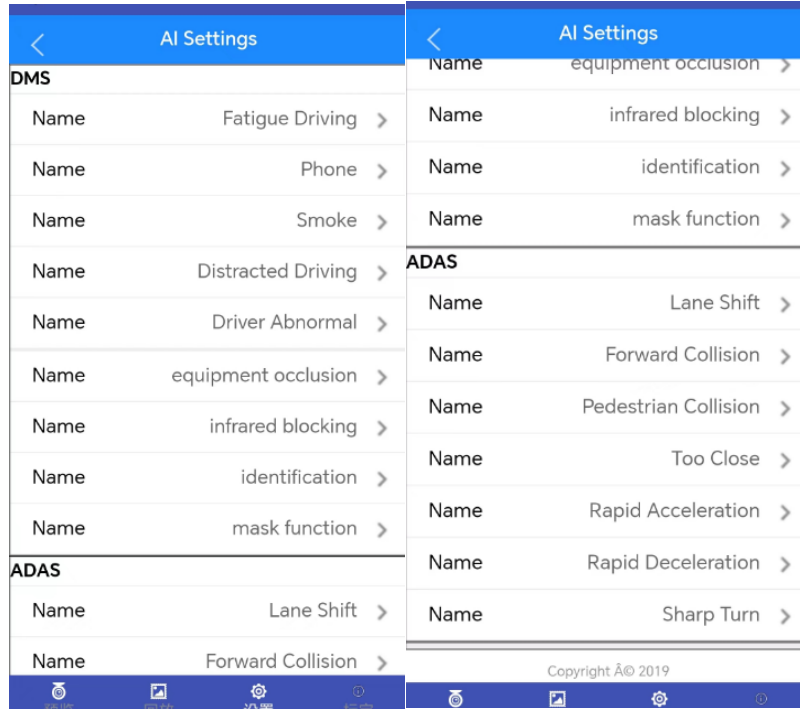 AI Settings
DMS
Name Fatigue Driving
Name Phone
Name Smoke
Name Distracted Driving
Name Driver Abnormal
Name equipment occlusion
Name infrared blocking
Name identification
Name mask function
ADAS
Name Lane Shift
Name Forward Collision
AI Settings
Name equipment occlusion
Name infrared blocking
Name identification
Name mask function
ADAS
Name Lane Shift
Name Forward Collision
Name Pedestrian Collision
Name Too Close
Name Rapid Acceleration
Name Rapid Deceleration
Name Sharp Turn
Copyright Â© 2019